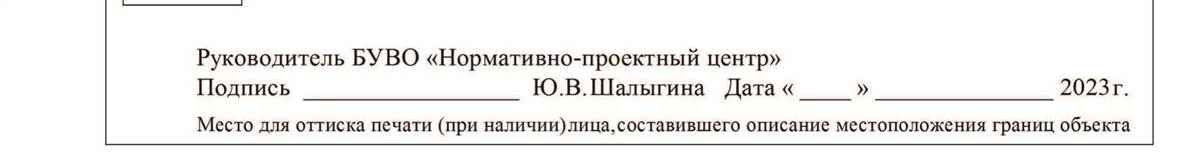 Руководитель БУВО «Нормативно-проектный центр»
Подпись _________________ Ю.В.Шалыгина Дата « ____ » ______________ 2023г.
Место для оттиска печати (при наличии)лица,составившего описание местоположения границ объекта